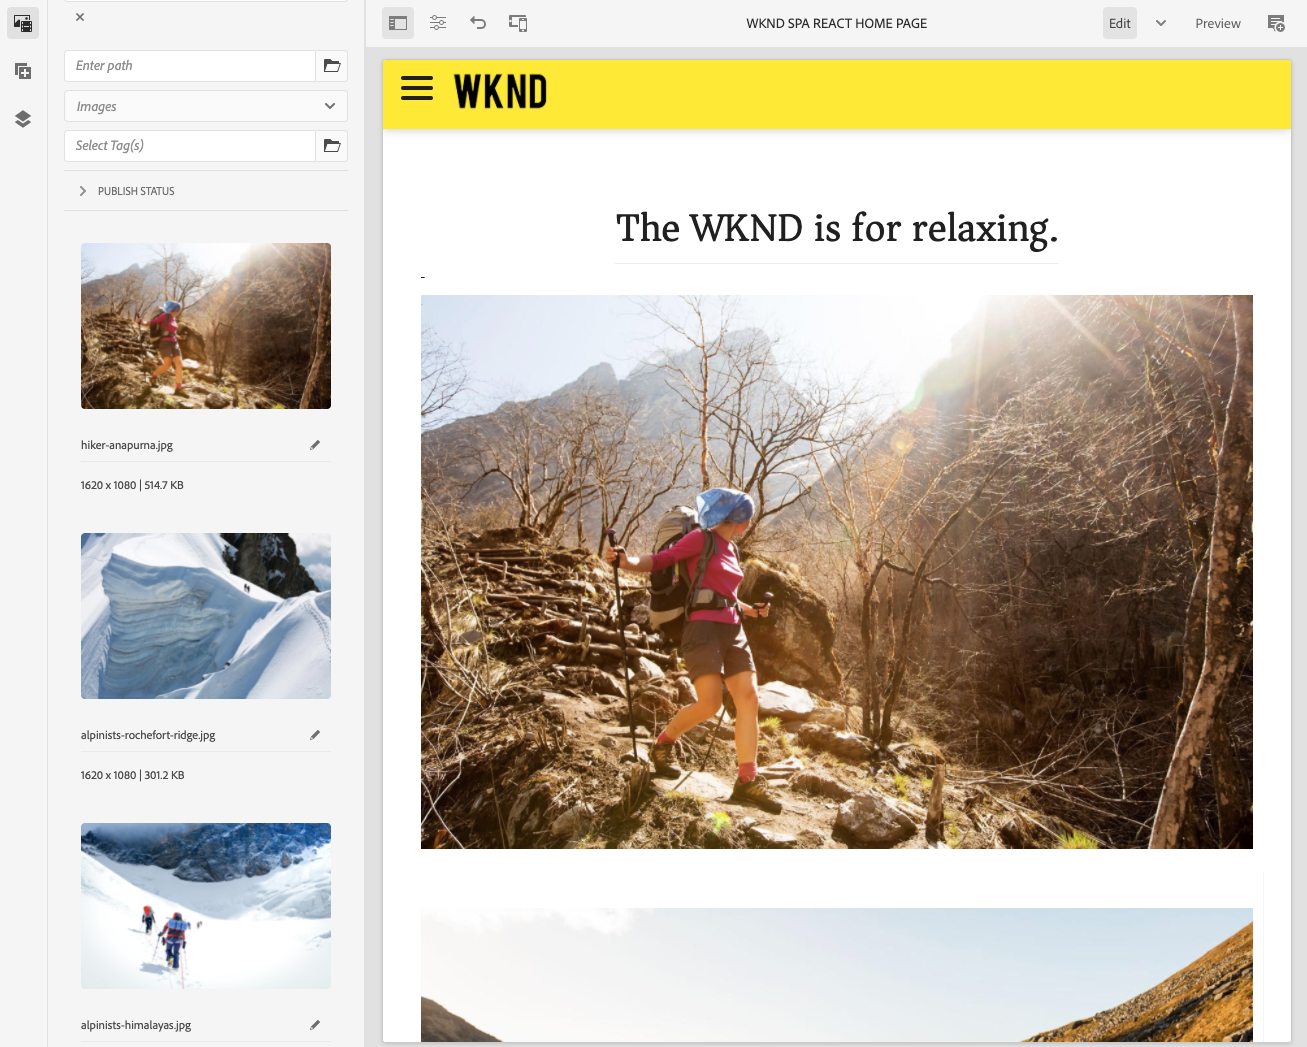 WKND SPA REACT HOME PAGE
Edit
Preview
Enter path
Images
Select Tag(s)
PUBLISH STATUS
hiker-anapurna.jpg
1620 x 1080 | 514.7 KB
alpinists-rochefort-ridge.jpg
1620 x 1080 | 301.2 KB
alpinists-himalayas.jpg
WKND
The WKND is for relaxing.
-